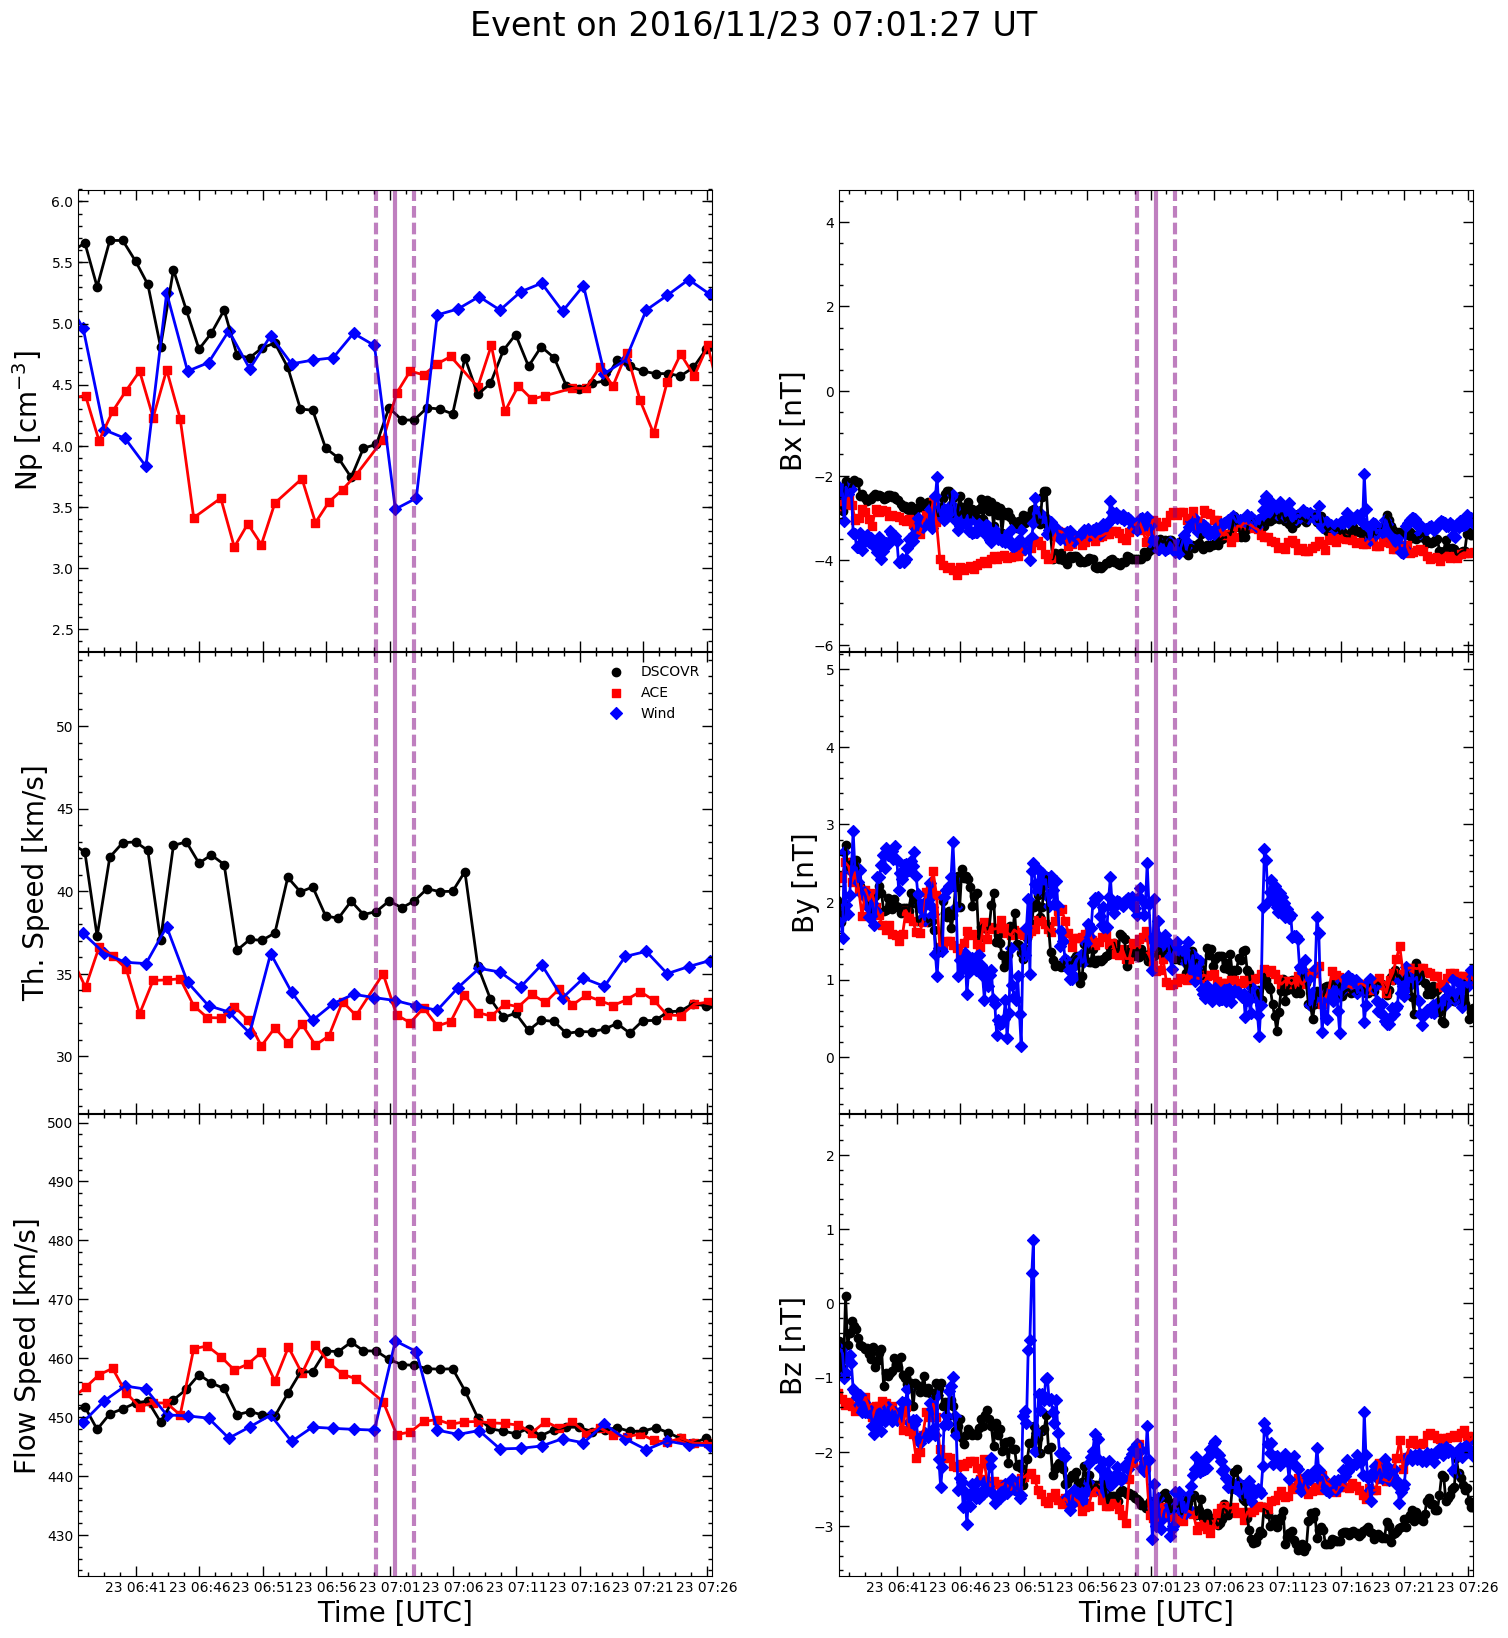 Event on 2016/11/23 07:01:27 UT
Np [cm⁻³]
6.0
5.5
5.0
4.5
4.0
3.5
3.0
2.5
Th. Speed [km/s]
50
45
40
35
30
DSCOVR
ACE
Wind
Flow Speed [km/s]
500
490
480
470
460
450
440
430
23 06:41 23 06:46 23 06:51 23 06:56 23 07:01 23 07:06 23 07:11 23 07:16 23 07:21 23 07:26
Time [UTC]
Bx [nT]
4
2
0
−2
−4
−6
By [nT]
5
4
3
2
1
0
Bz [nT]
2
1
0
−1
−2
−3
23 06:41 23 06:46 23 06:51 23 06:56 23 07:01 23 07:06 23 07:11 23 07:16 23 07:21 23 07:26
Time [UTC]